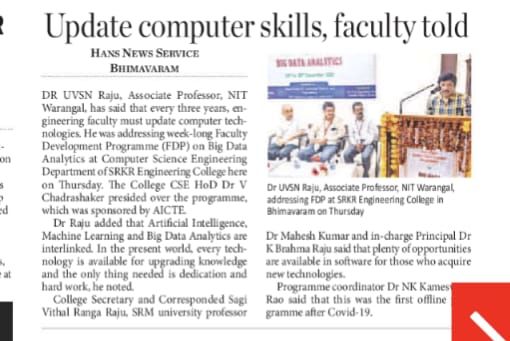 Update computer skills, faculty told
HANS NEWS SERVICE
BHIMAVARAM
DR UVSN Raju, Associate Professor, NIT
Warangal, has said that every three years, en-
gineering faculty must update computer tech-
nologies. He was addressing week-long Faculty
Development Programme (FDP) on Big Data
Analytics at Computer Science Engineering
Department of SRKR Engineering College here
on Thursday. The College CSE HoD Dr V
Chadrashaker presided over the programme,
which was sponsored by AICTE.
Dr Raju added that Artificial Intelligence,
Machine Learning and Big Data Analytics are
interlinked. In the present world, every tech-
nology is available for upgrading knowledge
and the only thing needed is dedication and
hard work, he noted.
College Secretary and Corresponded Sagi
Vithal Ranga Raju, SRM university professor
BIG DATA ANALYTICS
Dr UVSN Raju, Associate Professor, NIT Warangal,
addressing FDP at SRKR Engineering College in
Bhimavaram on Thursday
Dr Mahesh Kumar and in-charge Principal Dr
K Brahma Raju said that plenty of opportunities
are available in software for those who acquire
new technologies.
Programme coordinator Dr NK
Rao said that this was the first offline
gramme after Covid-19.